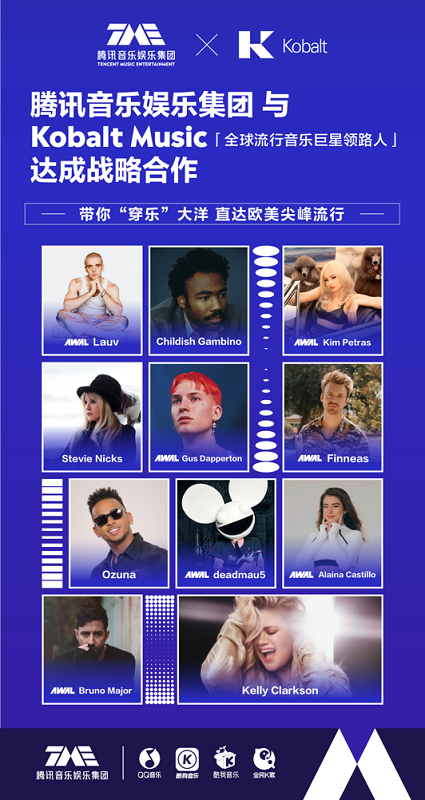 TME
腾讯音乐娱乐集团
TENCENT MUSIC ENTERTAINMENT
K Kobalt
腾讯音乐娱乐集团 与
Kobalt Music「全球流行音乐巨星领路人」
达成战略合作
带你“穿乐”大洋 直达欧美尖峰流行
AWAL Lauv
Childish Gambino
AWAL Kim Petras
Stevie Nicks
AWAL Gus Dapperton
AWAL Finneas
Ozuna
AWAL deadmau5
AWAL Alaina Castillo
AWAL Bruno Major
Kelly Clarkson
TME
腾讯音乐娱乐集团
QQ音乐
K
酷狗音乐
K
酷我音乐
全民K歌